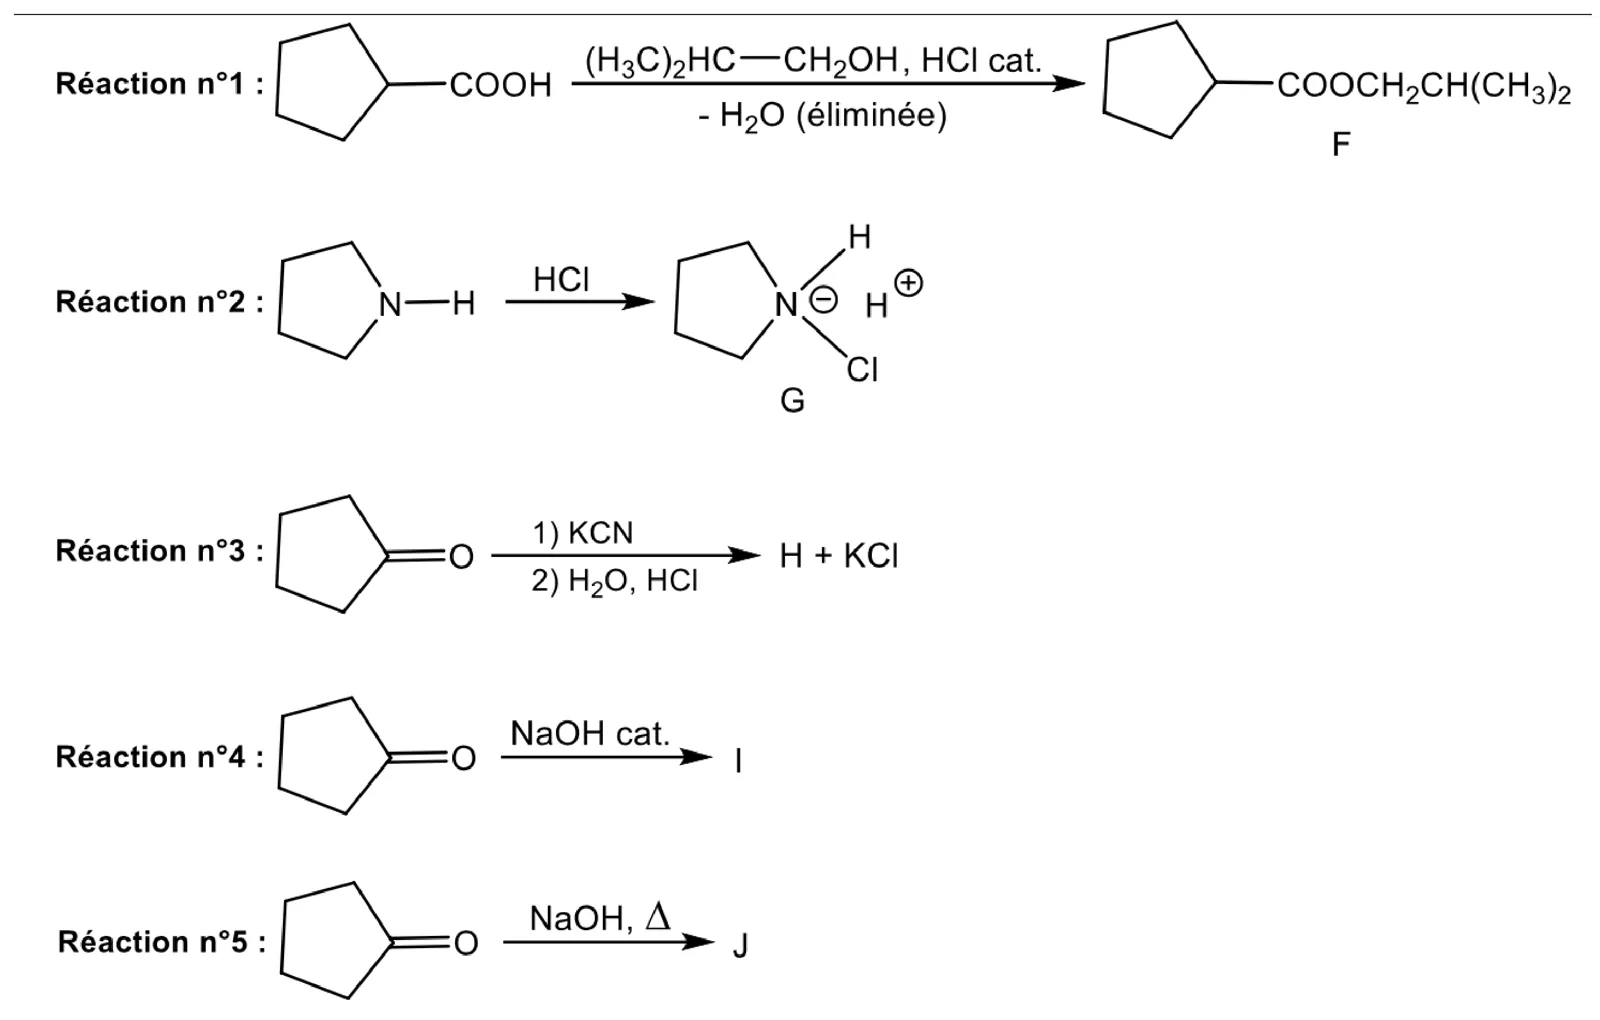 Réaction n°1 : COOH (H₃C)₂HC—CH₂OH, HCl cat. COOCH₂CH(CH₃)₂
- H₂O (éliminée)
F
Réaction n°2 : N—H HCl N ⊖ H Cl H⊕
G
Réaction n°3 : O 1) KCN H + KCl
2) H₂O, HCl
Réaction n°4 : O NaOH cat. I
Réaction n°5 : O NaOH, Δ J